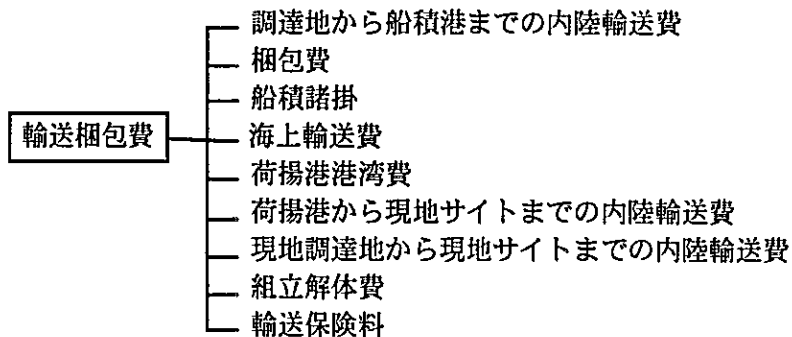 輸送梱包費
調達地から船積港までの内陸輸送費
梱包費
船積諸掛
海上輸送費
荷揚港港湾費
荷揚港から現地サイトまでの内陸輸送費
現地調達地から現地サイトまでの内陸輸送費
組立解体費
輸送保険料